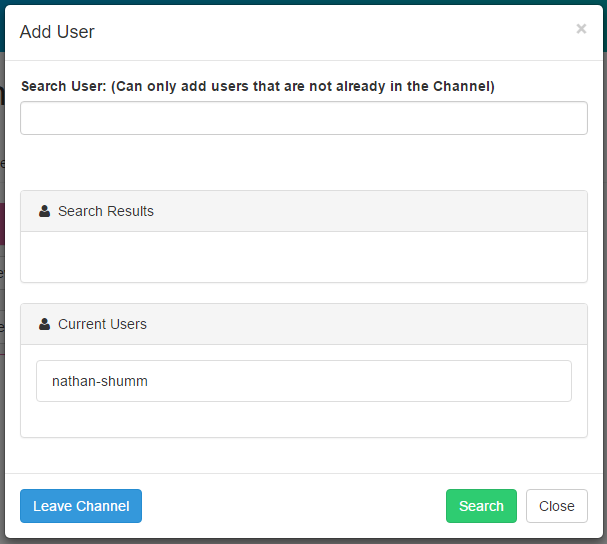 Add User
×
Search User: (Can only add users that are not already in the Channel)
Search Results
Current Users
nathan-shumm
Leave Channel
Search
Close